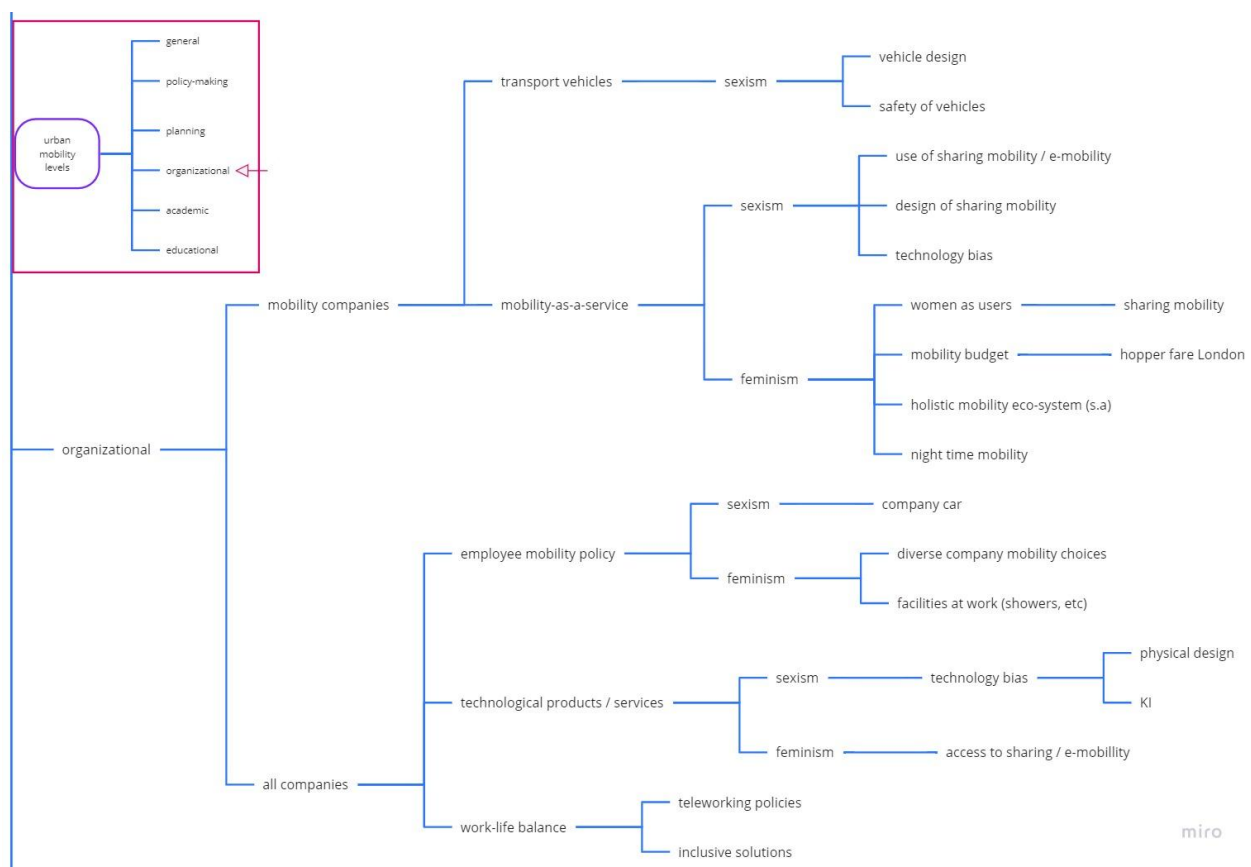 general
policy-making
urban
mobility
levels
planning
organizational
academic
educational
transport vehicles
sexism
vehicle design
safety of vehicles
use of sharing mobility / e-mobility
sexism
design of sharing mobility
technology bias
mobility companies
mobility-as-a-service
women as users
sharing mobility
mobility budget
hopper fare London
feminism
holistic mobility eco-system (s.a)
night time mobility
organizational
sexism
company car
employee mobility policy
diverse company mobility choices
feminism
facilities at work (showers, etc)
physical design
sexism
technology bias
technological products / services
KI
feminism
access to sharing / e-mobillity
all companies
teleworking policies
work-life balance
inclusive solutions
miro